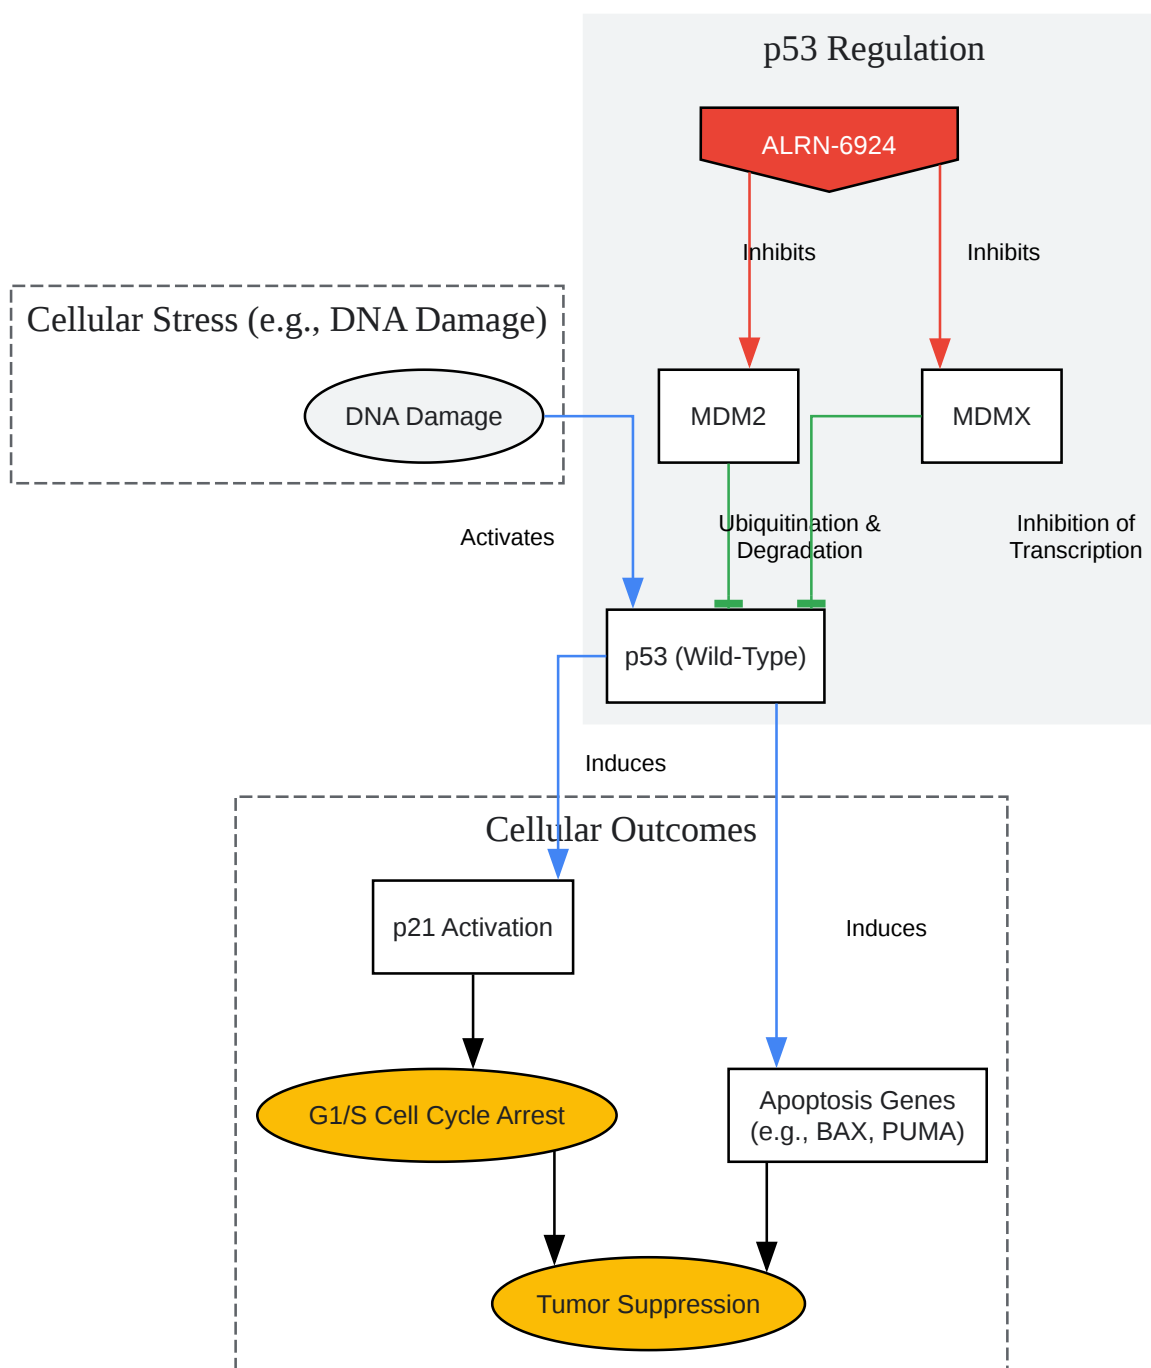 p53 Regulation
ALRN-6924
Inhibits
Inhibits
Cellular Stress (e.g., DNA Damage)
DNA Damage
MDM2
MDMX
Activates
Ubiquitination &
Degradation
Inhibition of
Transcription
p53 (Wild-Type)
Induces
Cellular Outcomes
p21 Activation
Induces
G1/S Cell Cycle Arrest
Apoptosis Genes
(e.g., BAX, PUMA)
Tumor Suppression